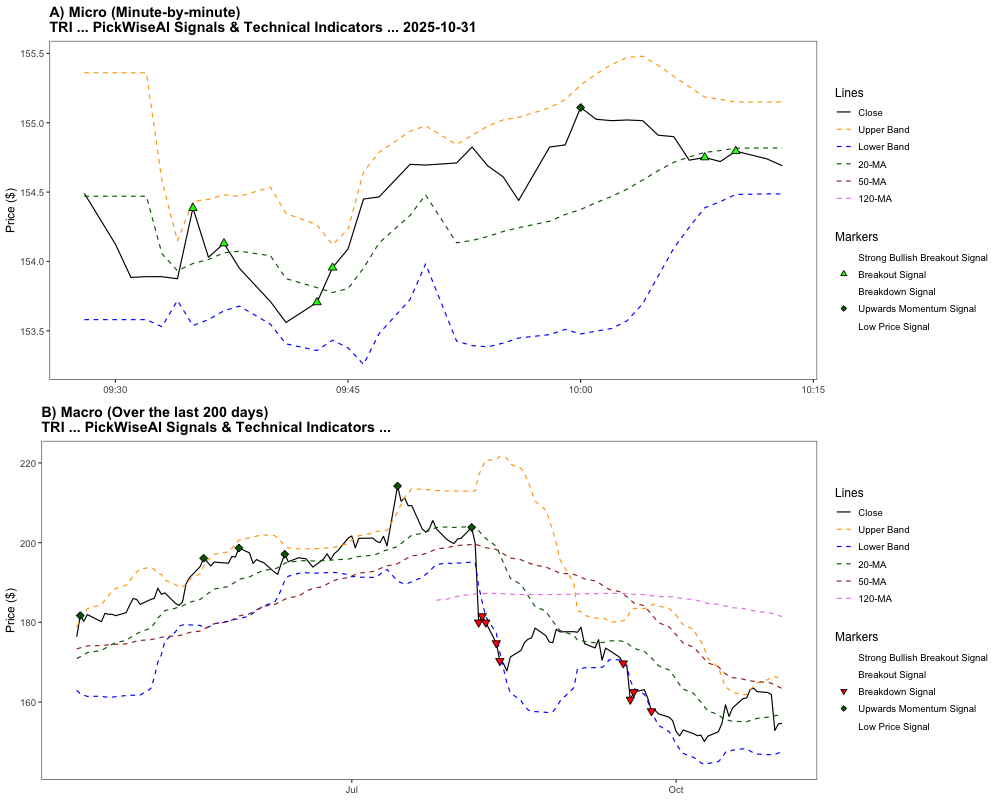 A) Micro (Minute-by-minute)
TRI ... PickWiseAI Signals & Technical Indicators ... 2025-10-31
Price ($)
155.5
155.0
154.5
154.0
153.5
09:30
09:45
10:00
10:15
Lines
Close
Upper Band
Lower Band
20-MA
50-MA
120-MA
Markers
Strong Bullish Breakout Signal
Breakout Signal
Breakdown Signal
Upwards Momentum Signal
Low Price Signal
B) Macro (Over the last 200 days)
TRI ... PickWiseAI Signals & Technical Indicators ...
Price ($)
220
200
180
160
Jul
Oct
Lines
Close
Upper Band
Lower Band
20-MA
50-MA
120-MA
Markers
Strong Bullish Breakout Signal
Breakout Signal
Breakdown Signal
Upwards Momentum Signal
Low Price Signal